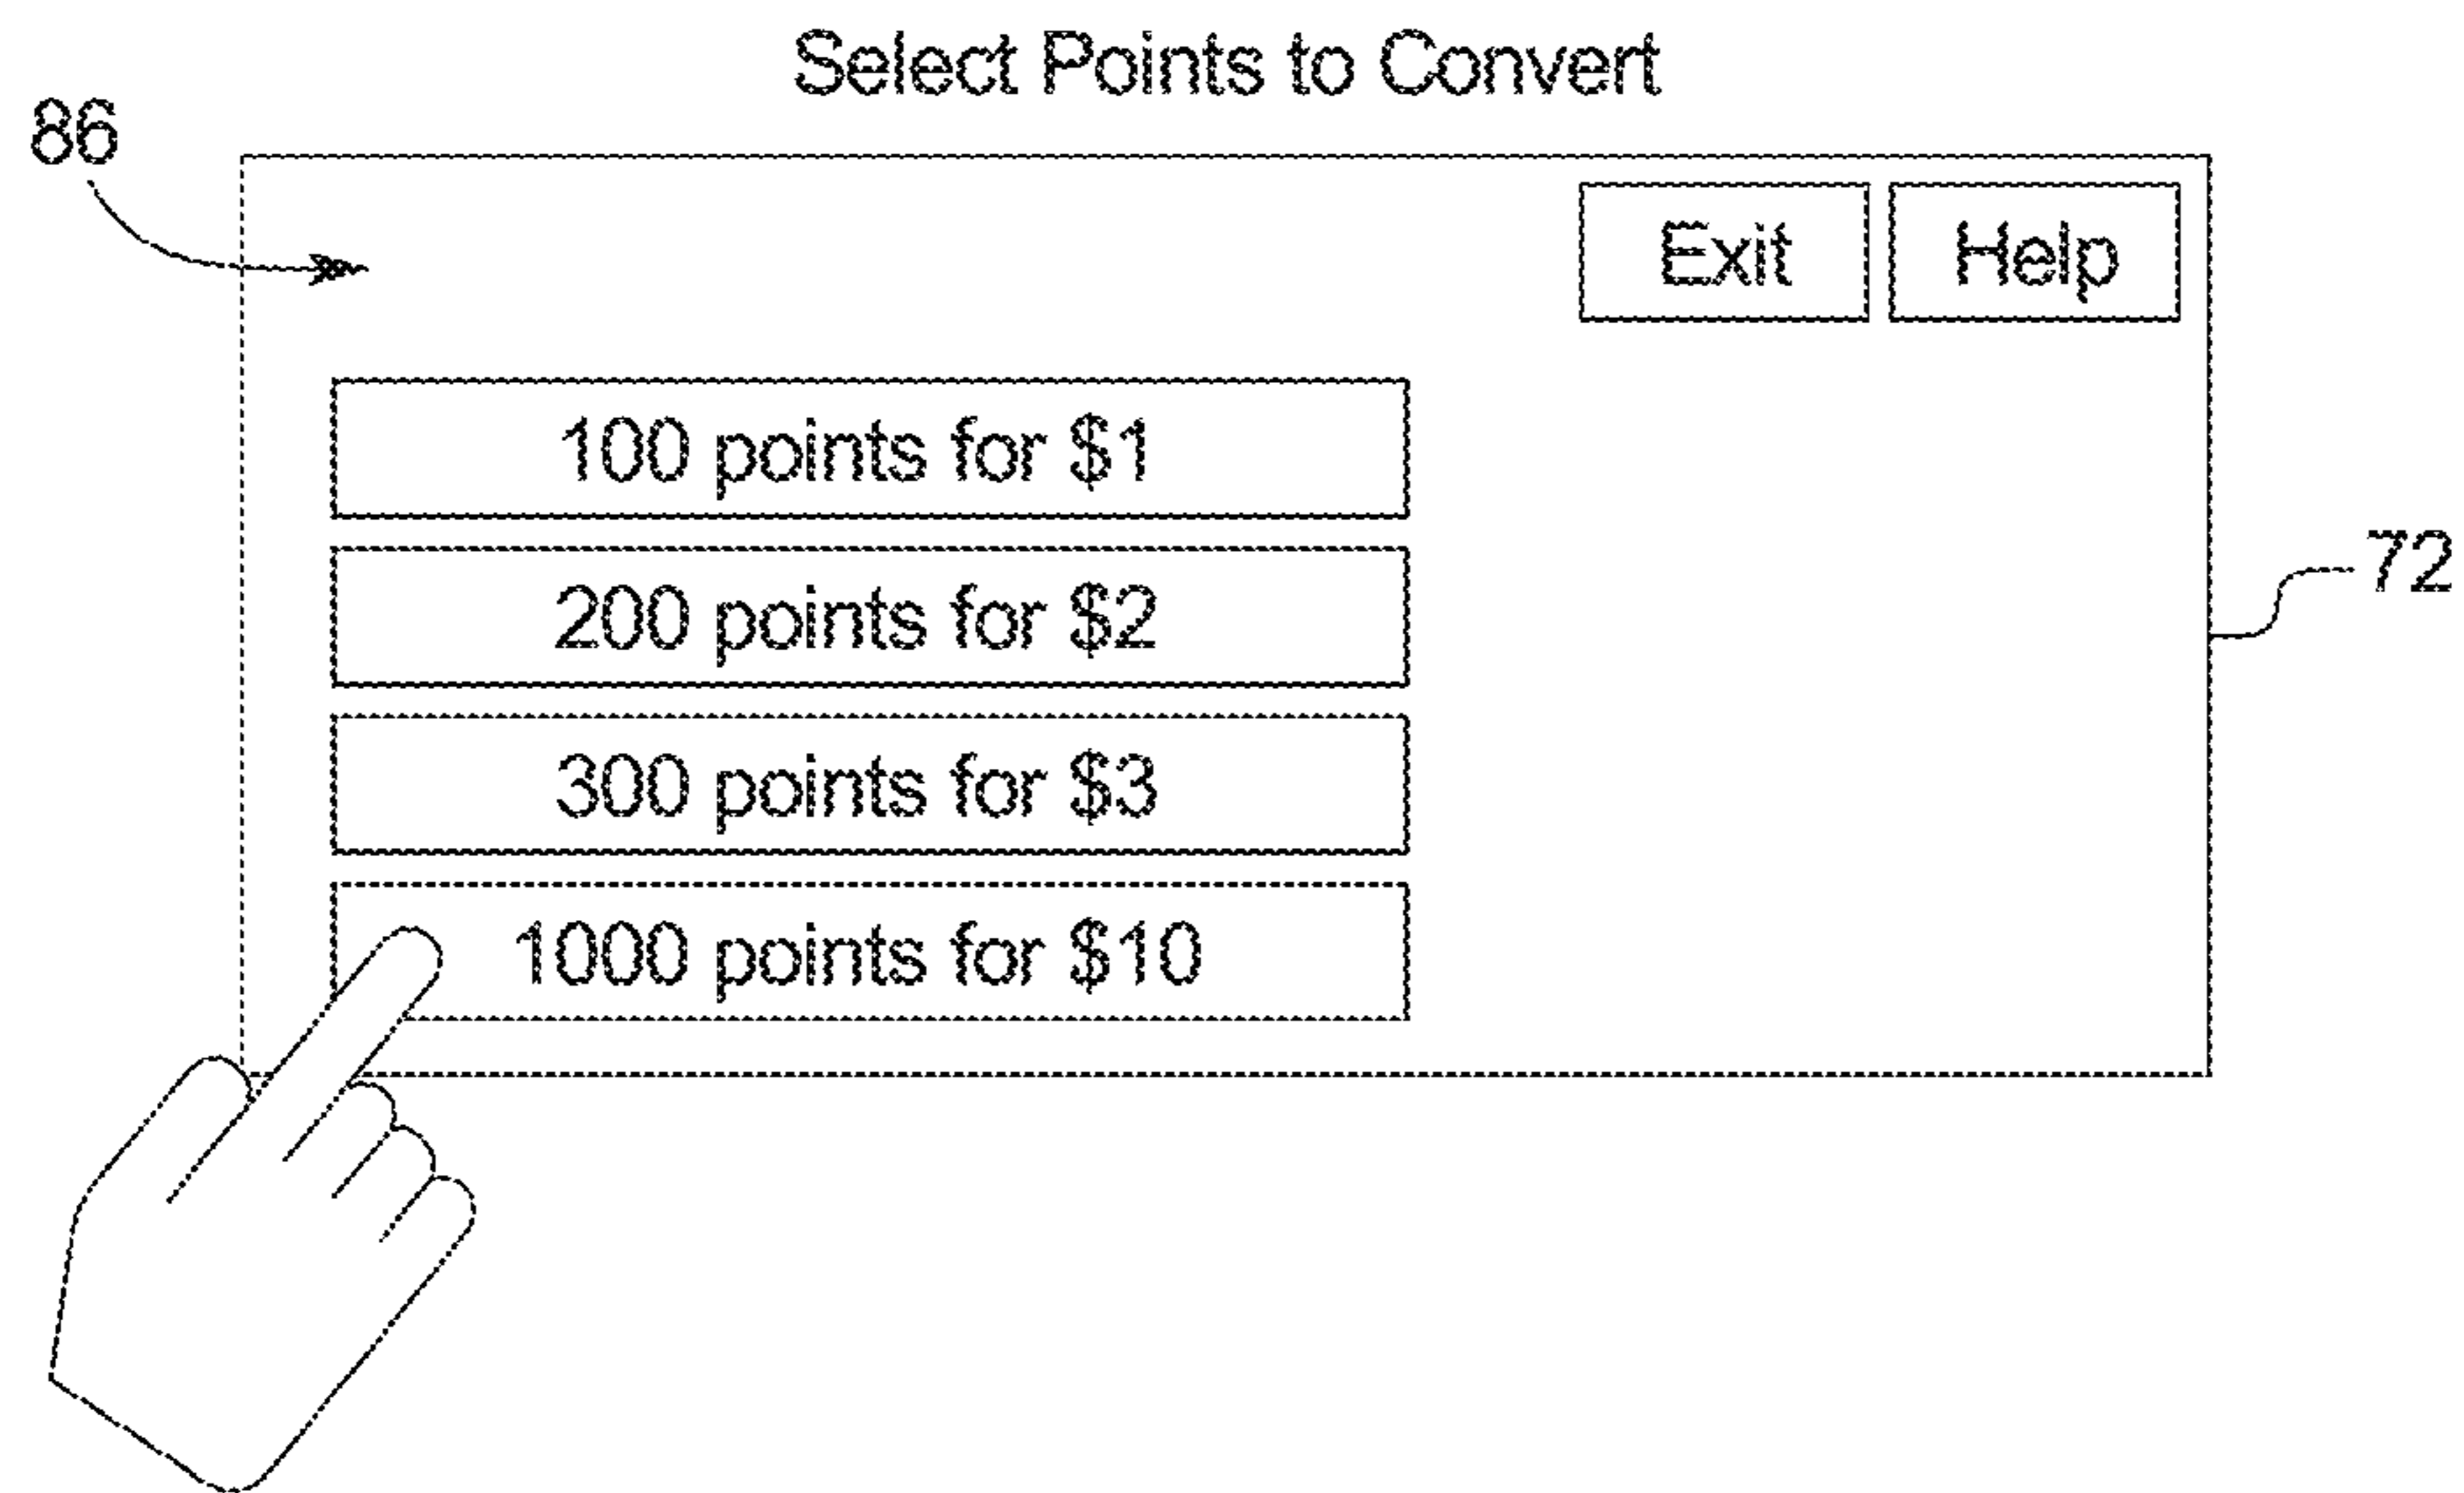 Select Points to Convert
86
Exit Help
100 points for $1
200 points for $2
72
300 points for $3
1000 points for $10